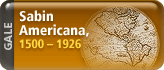 GALE
Sabin
Americana,
1500 – 1926